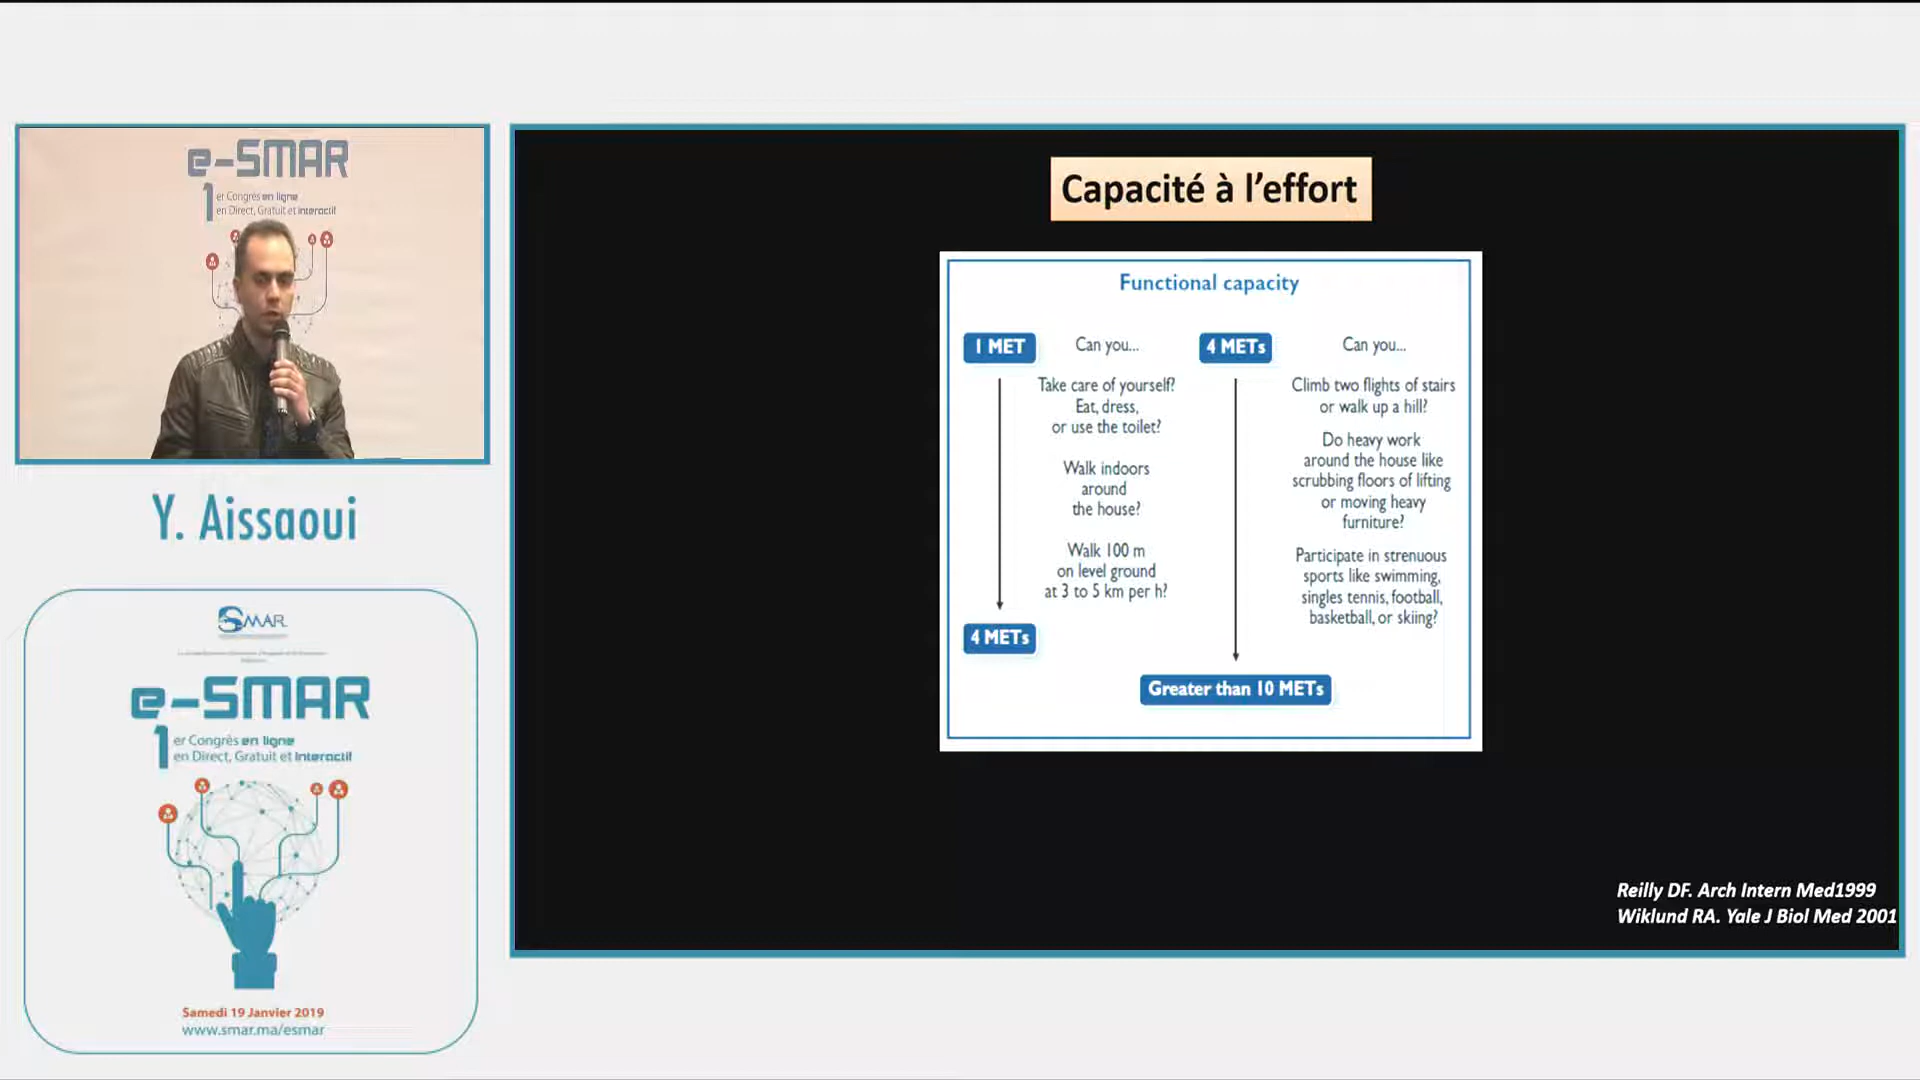 e-SMAR
1er Congrès en ligne
en Direct, Gratuit et interactif
Y. Aissaoui
SMAR
e-SMAR
1er Congrès en ligne
en Direct, Gratuit et interactif
Samedi 19 Janvier 2019
www.smar.ma/esmar
Capacité à l’effort
Functional capacity
1 MET
Can you...
Take care of yourself?
Eat, dress,
or use the toilet?
Walk indoors
around
the house?
Walk 100 m
on level ground
at 3 to 5 km per h?
4 METs
4 METs
Can you...
Climb two flights of stairs
or walk up a hill?
Do heavy work
around the house like
scrubbing floors of lifting
or moving heavy
furniture?
Participate in strenuous
sports like swimming,
singles tennis, football,
basketball, or skiing?
Greater than 10 METs
Reilly DF. Arch Intern Med1999
Wiklund RA. Yale J Biol Med 2001